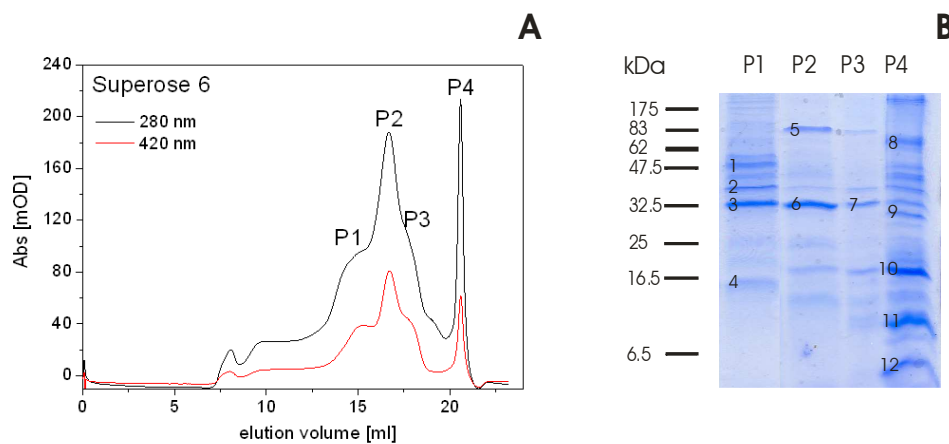 A
240
200
160
120
80
40
0
Abs [mOD]
Superose 6
280 nm
420 nm
P1
P2
P3
P4
0
5
10
15
20
elution volume [ml]
B
kDa P1 P2 P3 P4
175
83
62
47.5
32.5
25
16.5
6.5
1
2
3
4
5
6
7
8
9
10
11
12